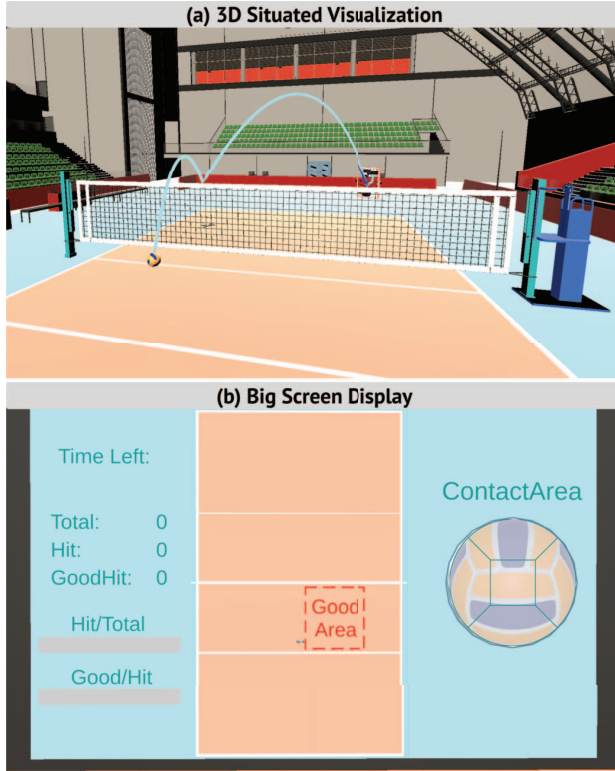 (a) 3D Situated Visualization
(b) Big Screen Display
Time Left:
Total: 0
Hit: 0
GoodHit: 0
Hit/Total
Good/Hit
Good
Area
ContactArea